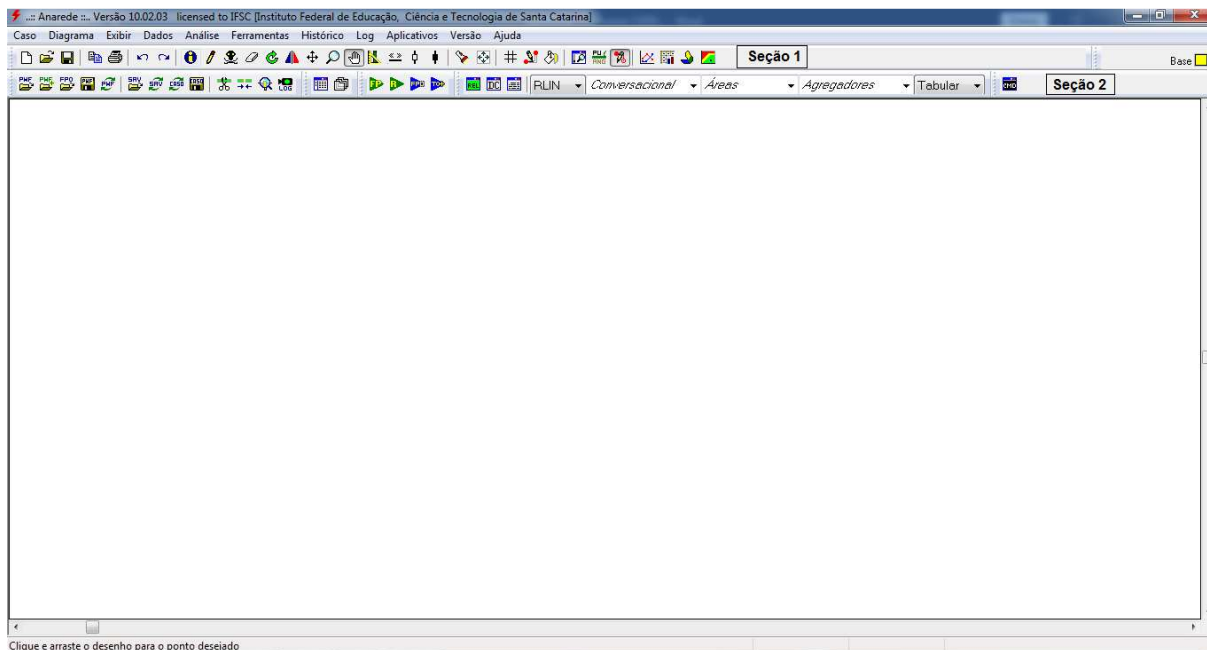 ..:: Anarede ::.. Versão 10.02.03 licensed to IFSC [Instituto Federal de Educação, Ciência e Tecnologia de Santa Catarina]
Caso Diagrama Exibir Dados Análise Ferramentas Histórico Log Aplicativos Versão Ajuda
Seção 1 Base
RUN Conversacional Áreas Agregadores Tabular CMD Seção 2
Clique e arraste o desenho para o ponto desejado